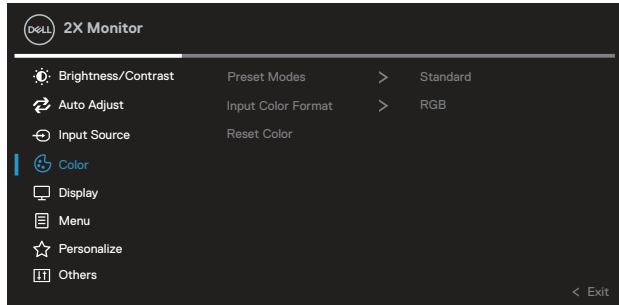 DELL 2X Monitor
Brightness/Contrast Preset Modes > Standard
Auto Adjust Input Color Format > RGB
Input Source Reset Color
Color
Display
Menu
Personalize
Others
< Exit